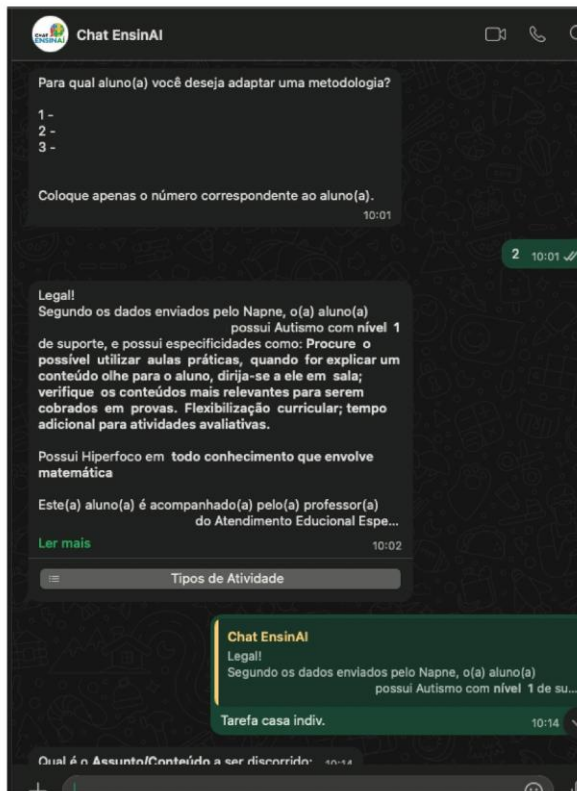 CHAT
ENSINAI
Chat EnsinAI
Para qual aluno(a) você deseja adaptar uma metodologia?
1 -
2 -
3 -
Coloque apenas o número correspondente ao aluno(a).
10:01
2 10:01
Legal!
Segundo os dados enviados pelo Napne, o(a) aluno(a)
possui Autismo com nível 1
de suporte, e possui especificidades como: Procure o
possível utilizar aulas práticas, quando for explicar um
conteúdo olhe para o aluno, dirija-se a ele em sala;
verifique os conteúdos mais relevantes para serem
cobrados em provas. Flexibilização curricular; tempo
adicional para atividades avaliativas.
Possui Hiperfoco em todo conhecimento que envolve
matemática
Este(a) aluno(a) é acompanhado(a) pelo(a) professor(a)
do Atendimento Educacional Espe...
Ler mais 10:02
Tipos de Atividade
Chat EnsinAI
Legal!
Segundo os dados enviados pelo Napne, o(a) aluno(a)
possui Autismo com nível 1 de su...
Tarefa casa indiv. 10:14
Qual é o Assunto/Conteúdo a ser discorrido: 10:14